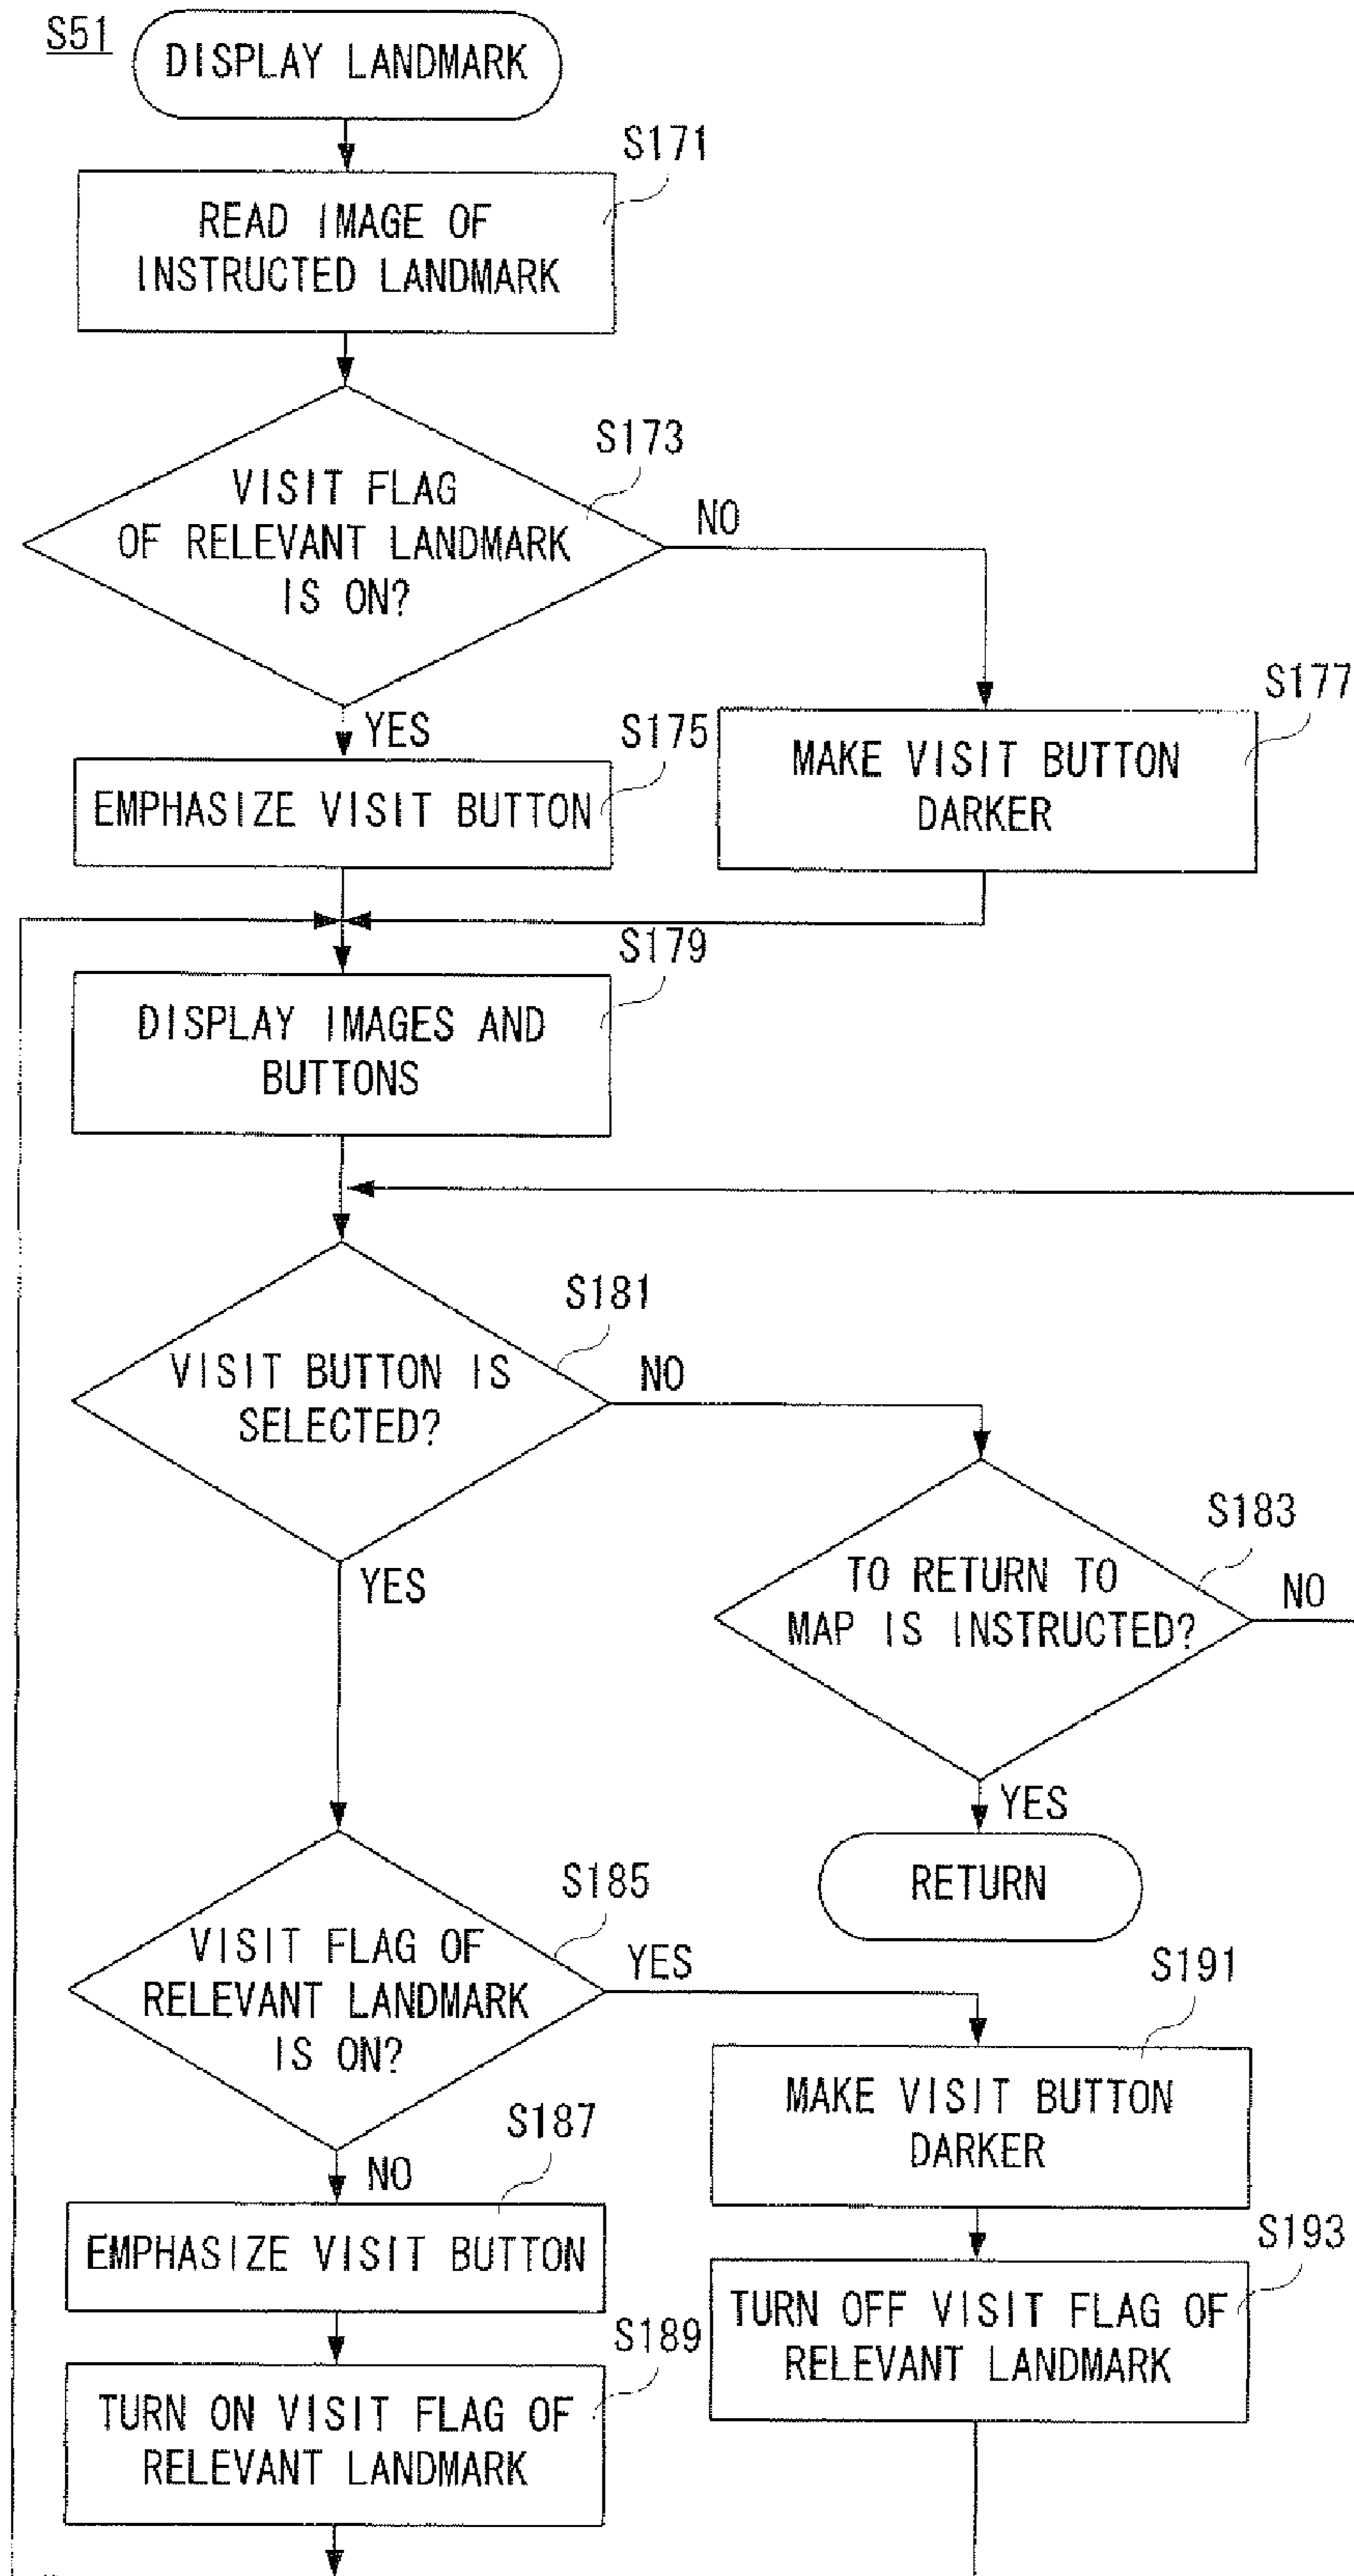 S51
DISPLAY LANDMARK
S171
READ IMAGE OF
INSTRUCTED LANDMARK
S173
VISIT FLAG
OF RELEVANT LANDMARK
IS ON?
NO
YES
S175
EMPHASIZE VISIT BUTTON
S177
MAKE VISIT BUTTON
DARKER
S179
DISPLAY IMAGES AND
BUTTONS
S181
VISIT BUTTON IS
SELECTED?
NO
YES
S183
TO RETURN TO
MAP IS INSTRUCTED?
NO
YES
RETURN
S185
VISIT FLAG OF
RELEVANT LANDMARK
IS ON?
YES
NO
S191
MAKE VISIT BUTTON
DARKER
S187
EMPHASIZE VISIT BUTTON
S193
TURN OFF VISIT FLAG OF
RELEVANT LANDMARK
S189
TURN ON VISIT FLAG OF
RELEVANT LANDMARK